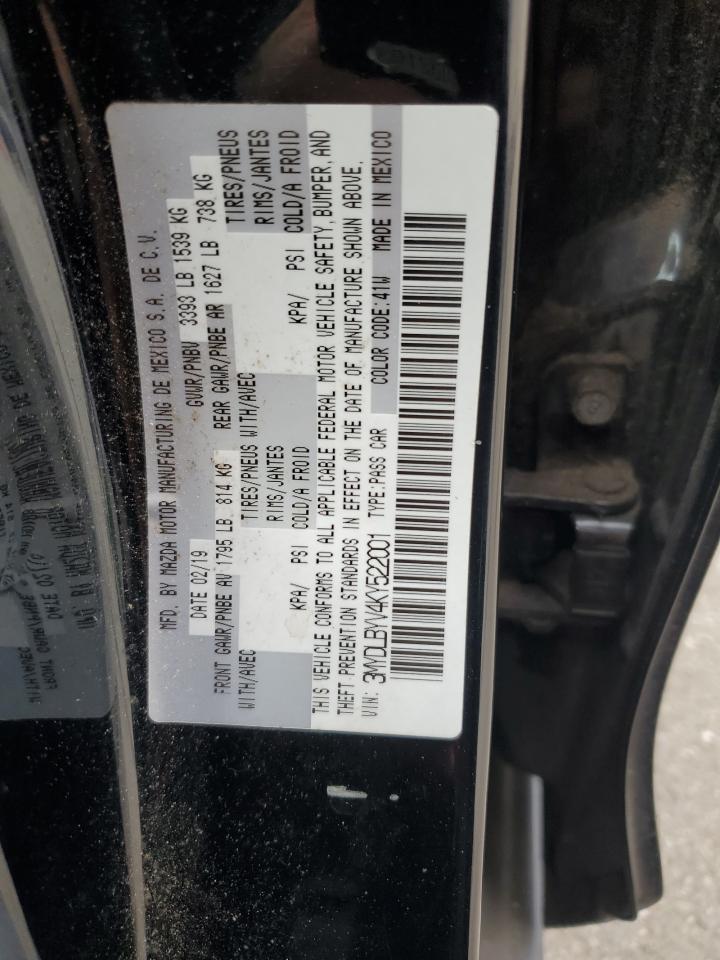 MFD. BY MAZDA MOTOR MANUFACTURING DE MEXICO S.A. DE C.V.
DATE 02/19 GVWR/PNBV 3393 LB 1539 KG
FRONT GAWR/PNBE AV 1795 LB 814 KG REAR GAWR/PNBE AR 1627 LB 738 KG
WITH/AVEC TIRES/PNEUS WITH/AVEC TIRES/PNEUS
RIMS/JANTES RIMS/JANTES
KPA/ PSI COLD/A FROID KPA/ PSI COLD/A FROID
THIS VEHICLE CONFORMS TO ALL APPLICABLE FEDERAL MOTOR VEHICLE SAFETY, BUMPER, AND
THEFT PREVENTION STANDARDS IN EFFECT ON THE DATE OF MANUFACTURE SHOWN ABOVE.
VIN: 3MYDLBYV4KY522001 TYPE:PASS CAR COLOR CODE:41W MADE IN MEXICO